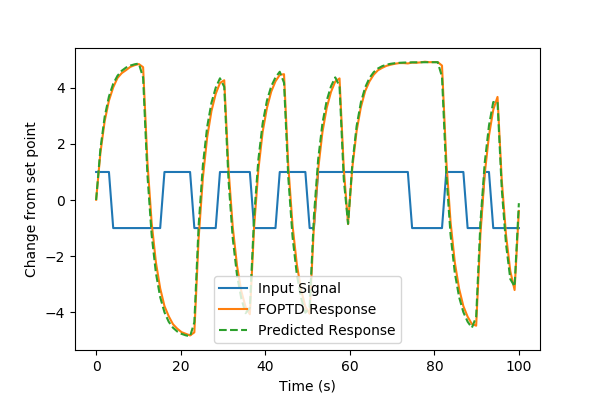 4
2
0
−2
−4
Change from set point
Input Signal
FOPTD Response
Predicted Response
0
20
40
60
80
100
Time (s)